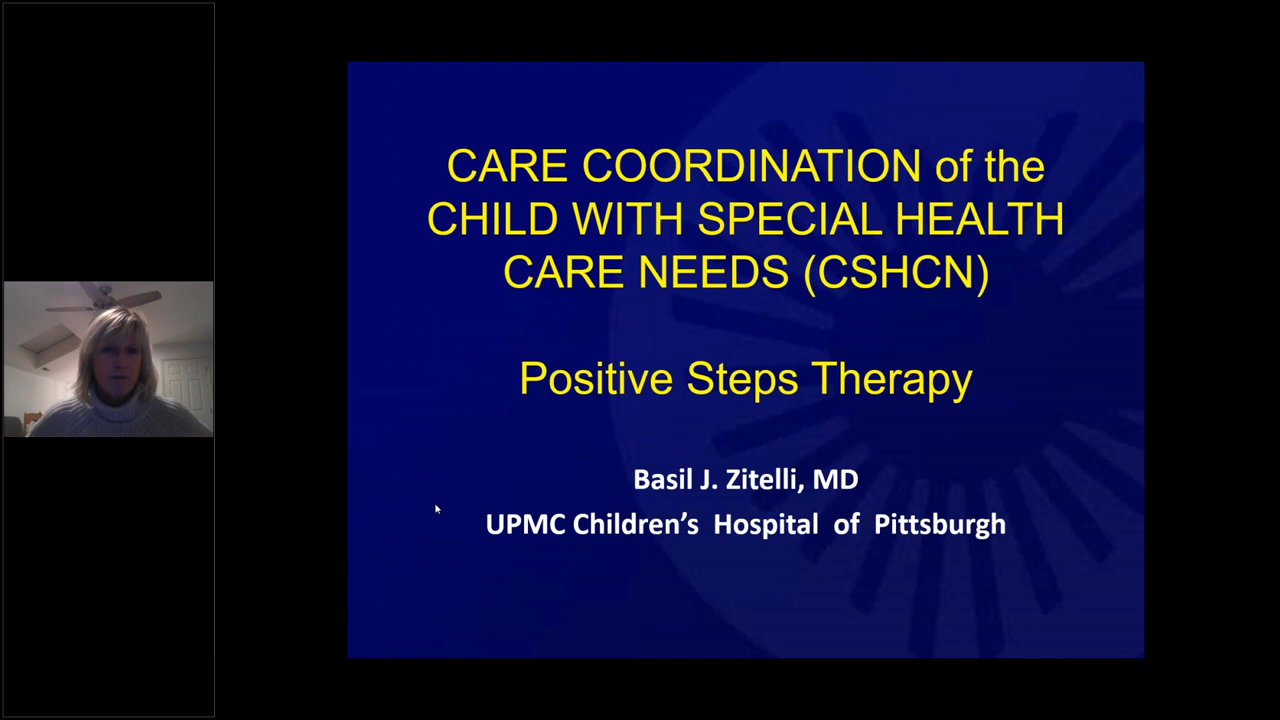 CARE COORDINATION of the
CHILD WITH SPECIAL HEALTH
CARE NEEDS (CSHCN)
Positive Steps Therapy
Basil J. Zitelli, MD
UPMC Children’s Hospital of Pittsburgh